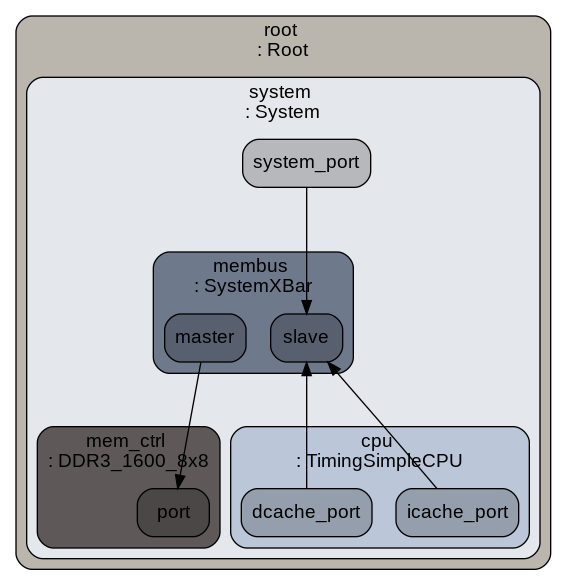 root
: Root
system
: System
system_port
membus
: SystemXBar
master
slave
mem_ctrl
: DDR3_1600_8x8
port
cpu
: TimingSimpleCPU
dcache_port
icache_port